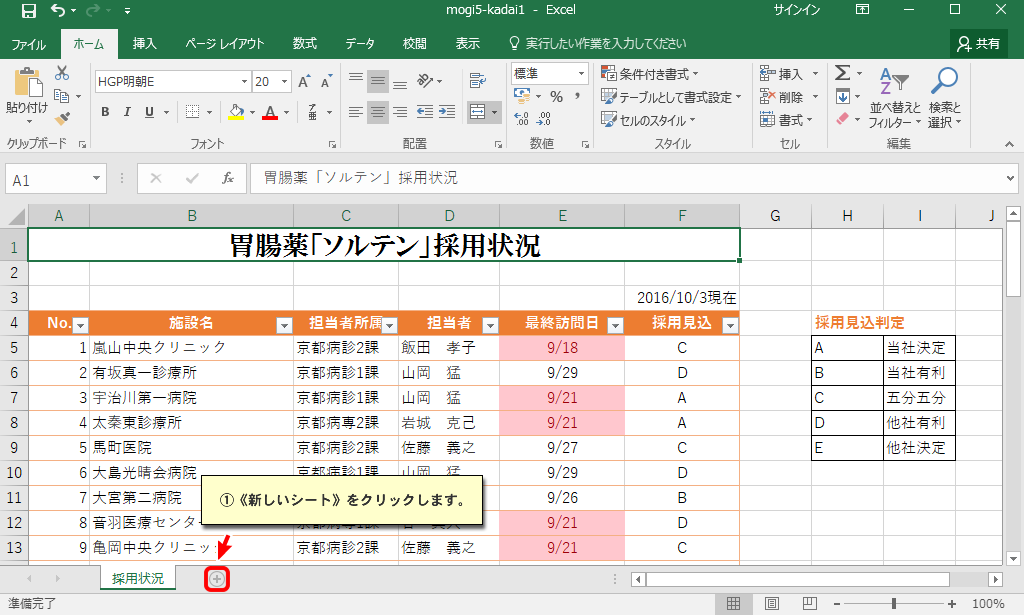 mogi5-kadai1 - Excel
サインイン
ファイル ホーム 挿入 ページ レイアウト 数式 データ 校閲 表示 実行したい作業を入力してください 共有
貼り付け
HGP明朝E 20 A A
B I U A
標準
% ,
条件付き書式
テーブルとして書式設定
セルのスタイル
挿入
削除
書式
並べ替えと フィルター
検索と 選択
クリップボード フォント 配置 数値 スタイル セル 編集
A1 fx 胃腸薬「ソルテン」採用状況
A B C D E F G H I J
1 胃腸薬「ソルテン」採用状況
2
3 2016/10/3現在
4 No. 施設名 担当者所属 担当者 最終訪問日 採用見込 採用見込判定
5 1 嵐山中央クリニック 京都病診2課 飯田 孝子 9/18 C A 当社決定
6 2 有坂真一診療所 京都病診1課 山岡 猛 9/29 D B 当社有利
7 3 宇治川第一病院 京都病診1課 山岡 猛 9/21 A C 五分五分
8 4 太秦東診療所 京都病専2課 岩城 克己 9/21 A D 他社有利
9 5 馬町医院 京都病診2課 佐藤 義之 9/27 C E 他社決定
10 6 大島光晴会病院 京都病診1課 山岡 猛 9/29 D
11 7 大宮第二病院 9/26 B
①《新しいシート》をクリックします。
12 8 音羽医療センター 9/21 D
13 9 亀岡中央クリニック 京都病診2課 佐藤 義之 9/21 C
採用状況
準備完了 100%